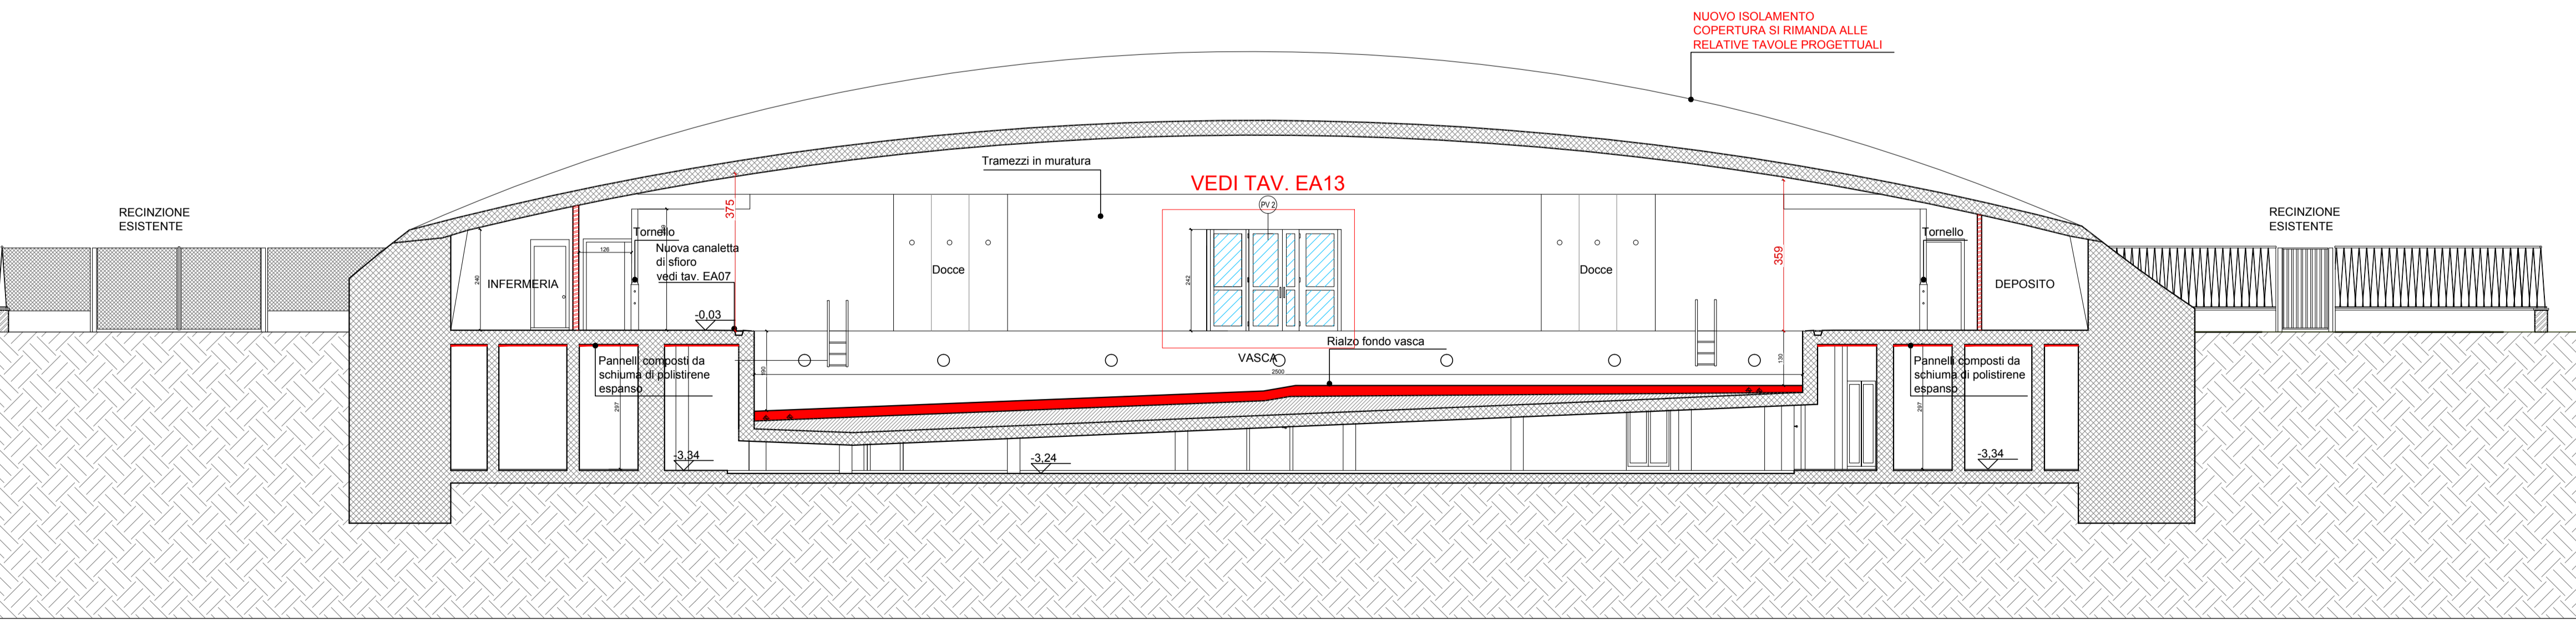 NUOVO ISOLAMENTO
COPERTURA SI RIMANDA ALLE
RELATIVE TAVOLE PROGETTUALI
Tramezzi in muratura
VEDI TAV. EA13
PV 2
RECINZIONE
ESISTENTE
RECINZIONE
ESISTENTE
375
359
Tornello
Nuova canaletta
di sfioro
vedi tav. EA07
126
240
INFERMERIA
Docce
242
Docce
Tornello
DEPOSITO
-0,03
Rialzo fondo vasca
VASCA
2500
190
130
Pannelli composti da
schiuma di polistirene
espanso
297
Pannelli composti da
schiuma di polistirene
espanso
297
-3,34
-3,24
-3,34